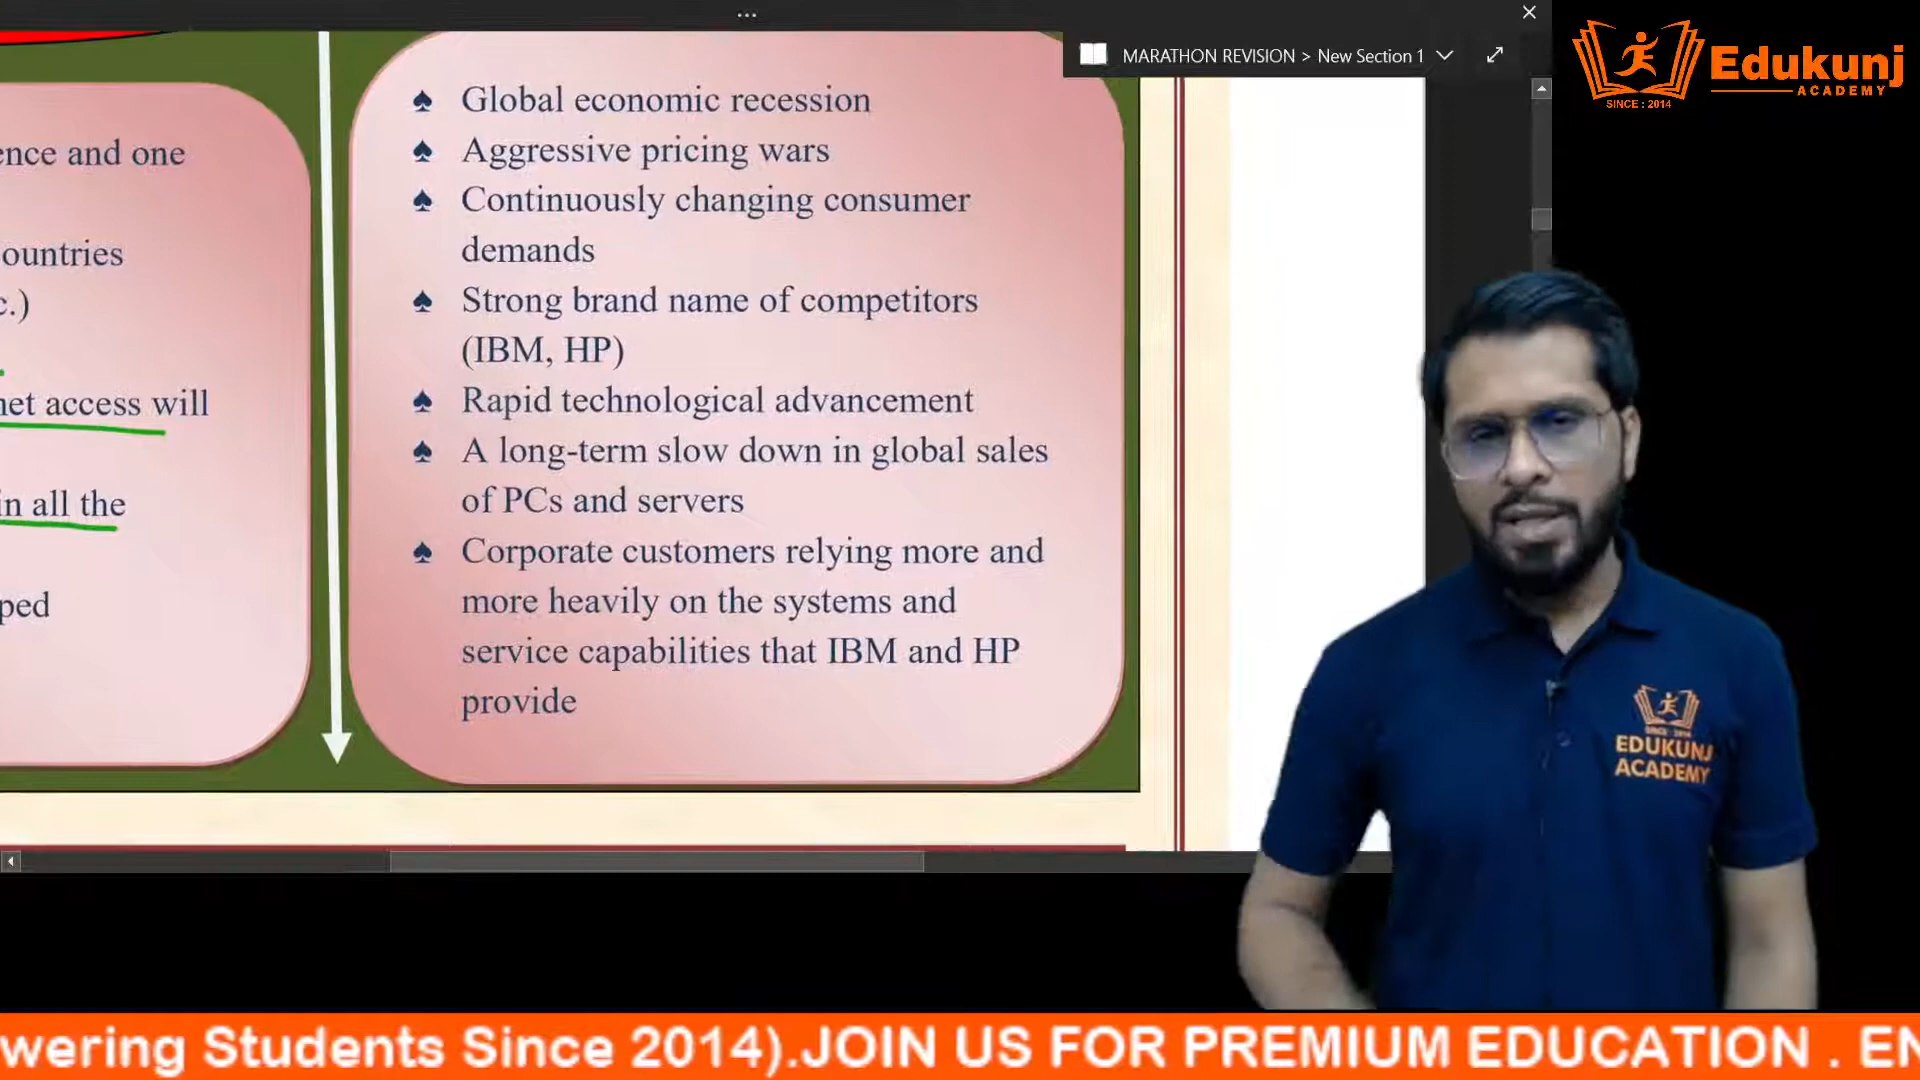 ...
MARATHON REVISION > New Section 1
Edukunj
ACADEMY
SINCE : 2014
ence and one
ountries
c.)
net access will
in all the
ped
♠ Global economic recession
♠ Aggressive pricing wars
♠ Continuously changing consumer
demands
♠ Strong brand name of competitors
(IBM, HP)
♠ Rapid technological advancement
♠ A long-term slow down in global sales
of PCs and servers
♠ Corporate customers relying more and
more heavily on the systems and
service capabilities that IBM and HP
provide
EDUKUNJ
ACADEMY
wering Students Since 2014).JOIN US FOR PREMIUM EDUCATION . EN